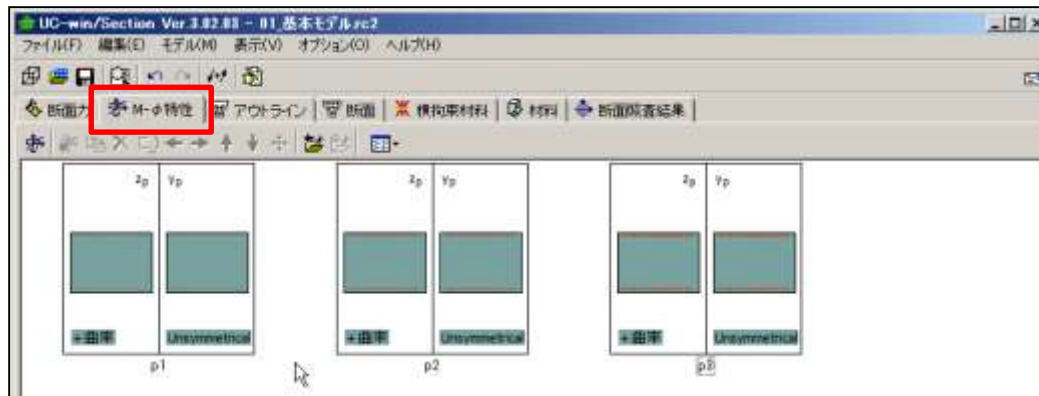 UC-win/Section Ver.3.02.03 - 01_基本モデル.rc2
ファイル(F) 編集(E) モデル(M) 表示(V) オプション(O) ヘルプ(H)
断面力 M-φ特性 アウトライン 断面 横拘束材料 材料 断面照査結果
zp yp zp yp zp yp
+曲率 Unsymmetrical +曲率 Unsymmetrical +曲率 Unsymmetrical
p1 p2 p3